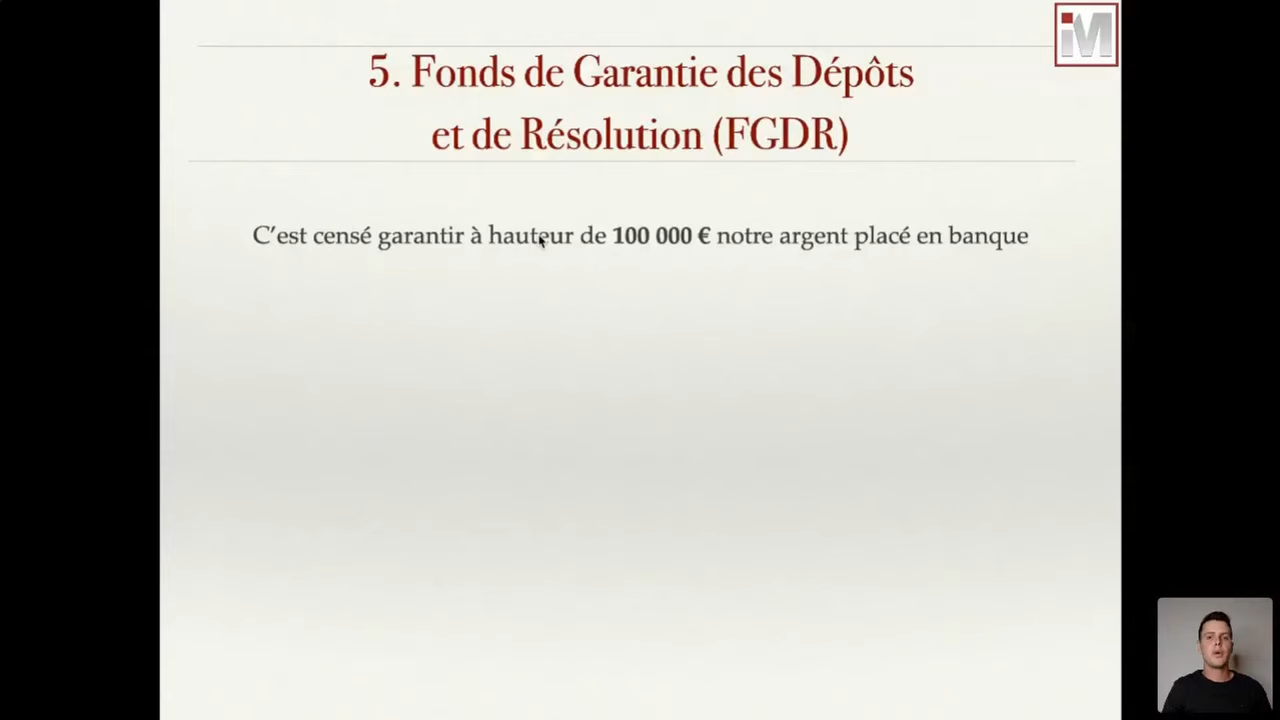 iM
5. Fonds de Garantie des Dépôts
et de Résolution (FGDR)
C’est censé garantir à hauteur de 100 000 € notre argent placé en banque